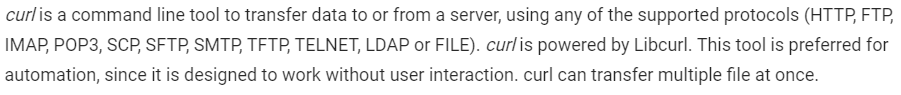 curl is a command line tool to transfer data to or from a server, using any of the supported protocols (HTTP, FTP,
IMAP, POP3, SCP, SFTP, SMTP, TFTP, TELNET, LDAP or FILE). curl is powered by Libcurl. This tool is preferred for
automation, since it is designed to work without user interaction. curl can transfer multiple file at once.